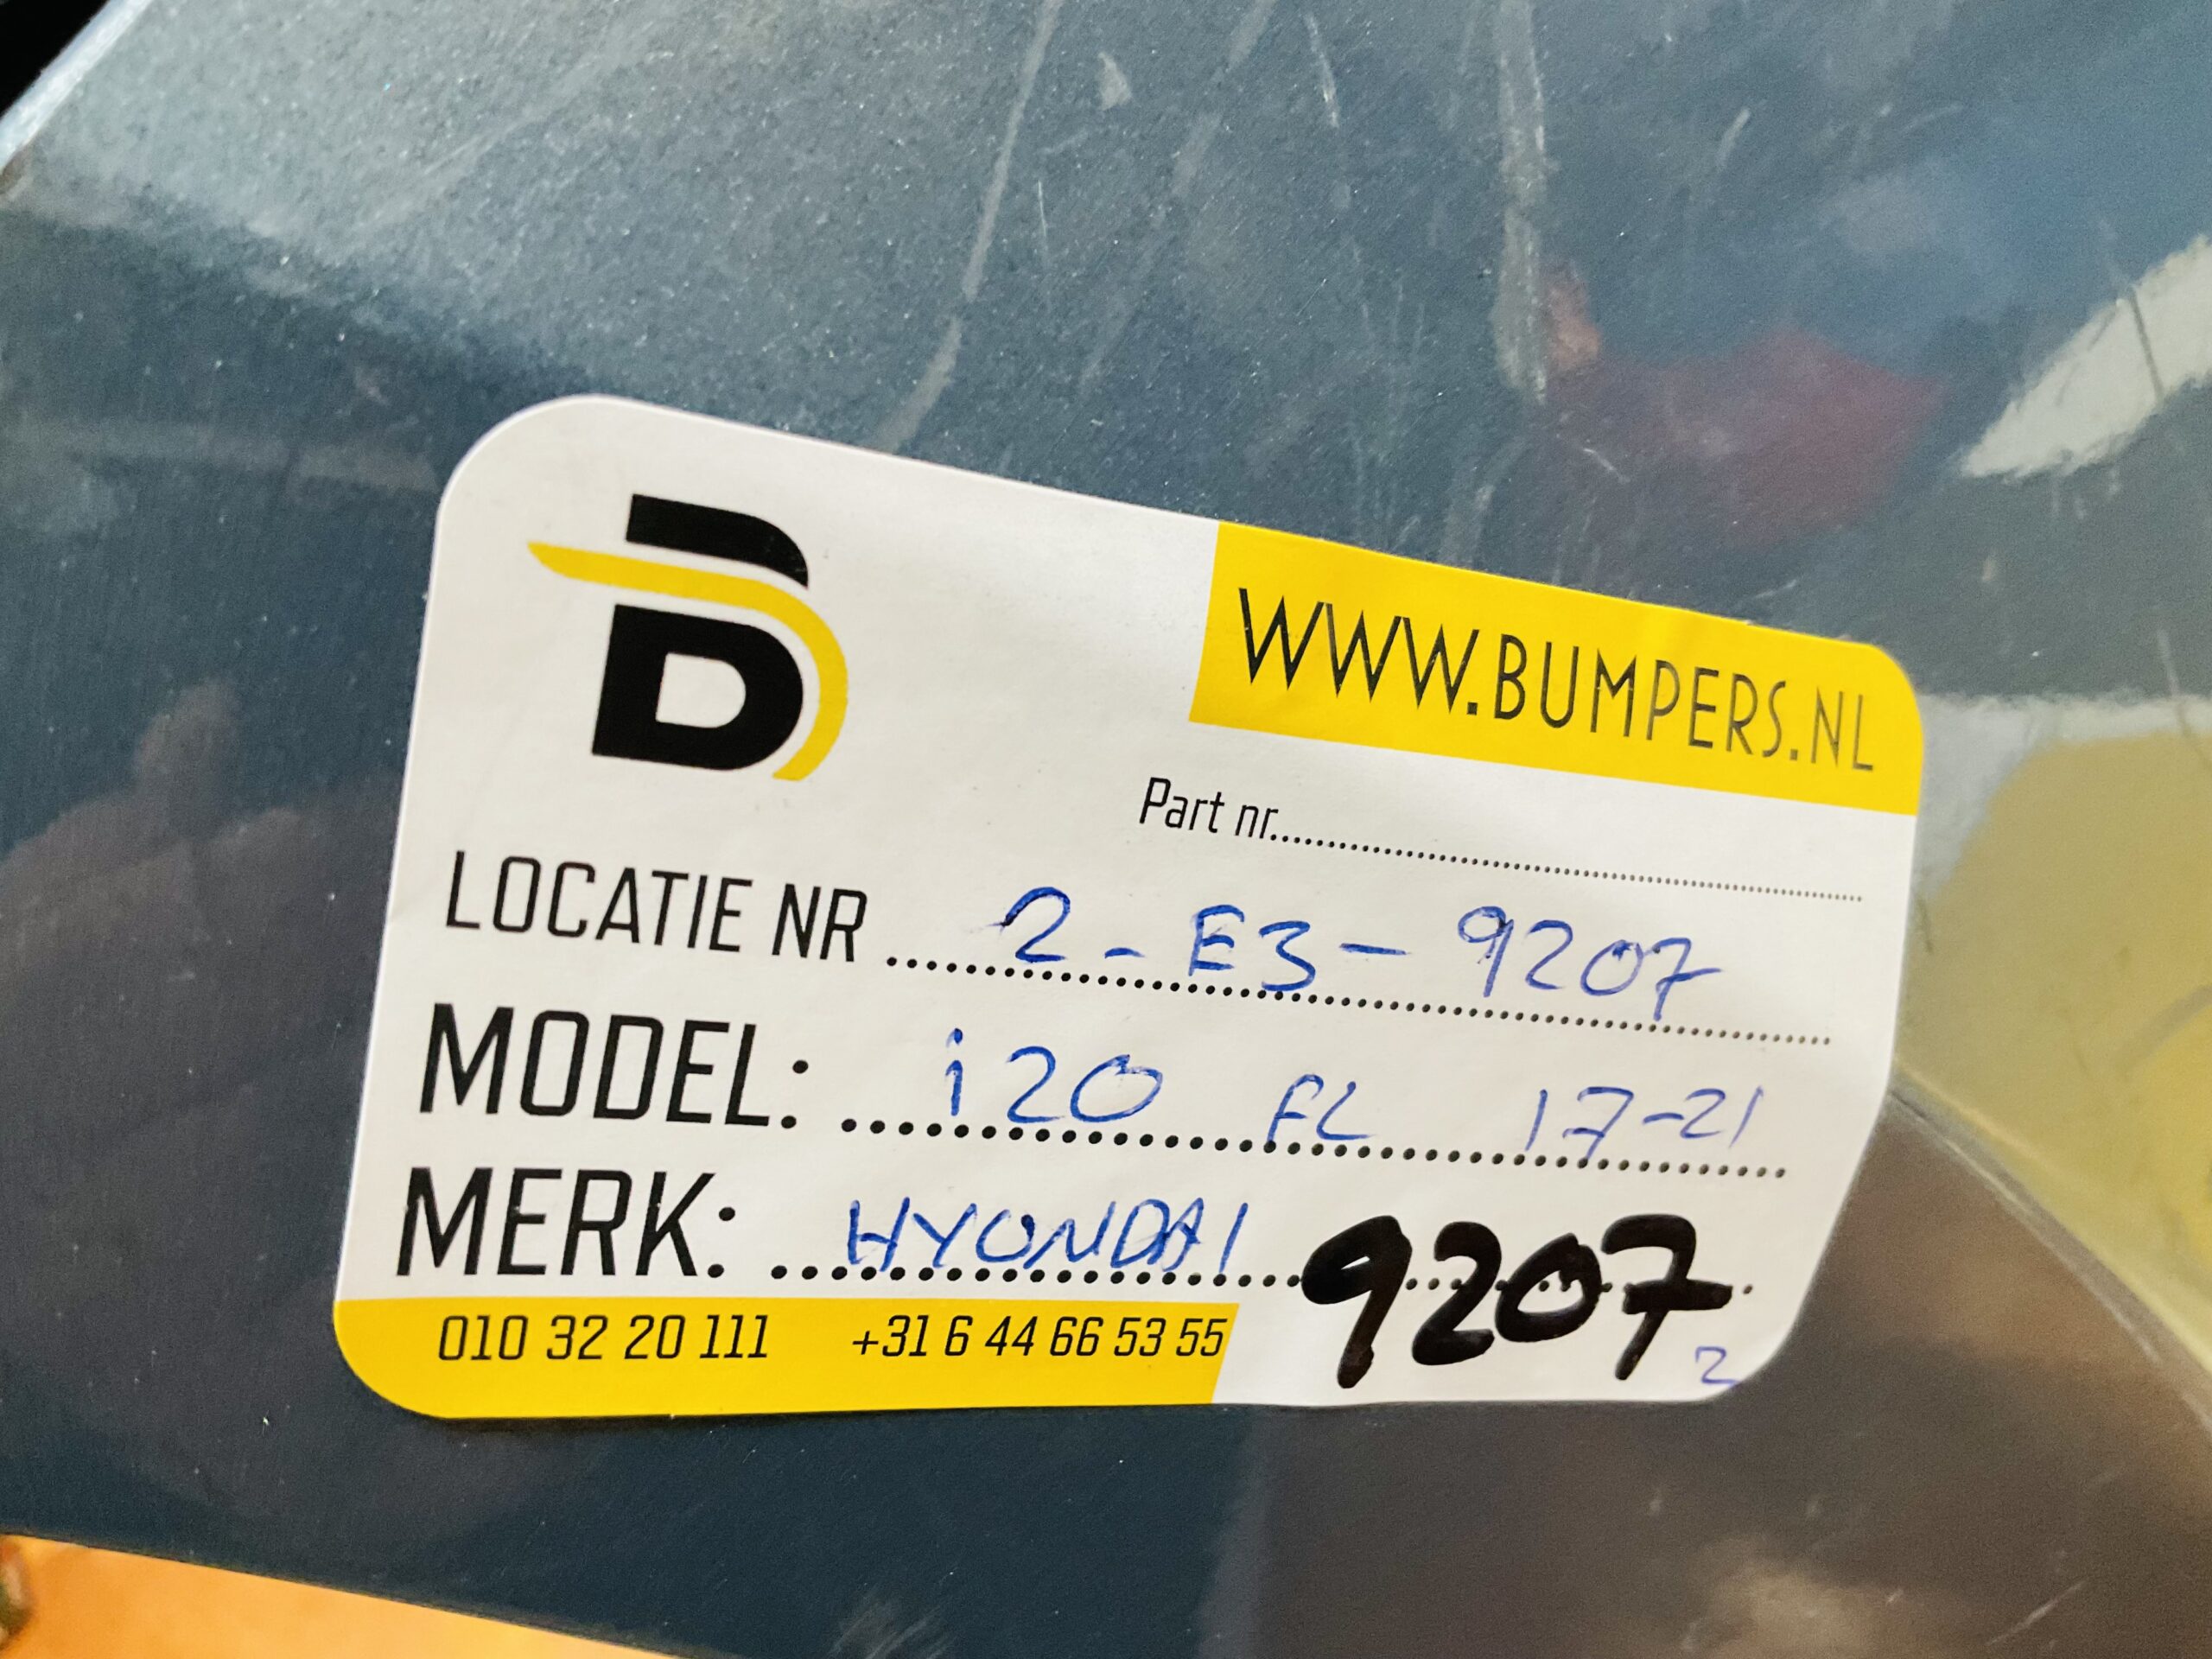 B
WWW.BUMPERS.NL
Part nr..........
LOCATIE NR .... 2 - E3 - 9207
MODEL: .... i20 FL 17-21
MERK: .... HYUNDAI 9207
2
010 32 20 111 +31 6 44 66 53 55